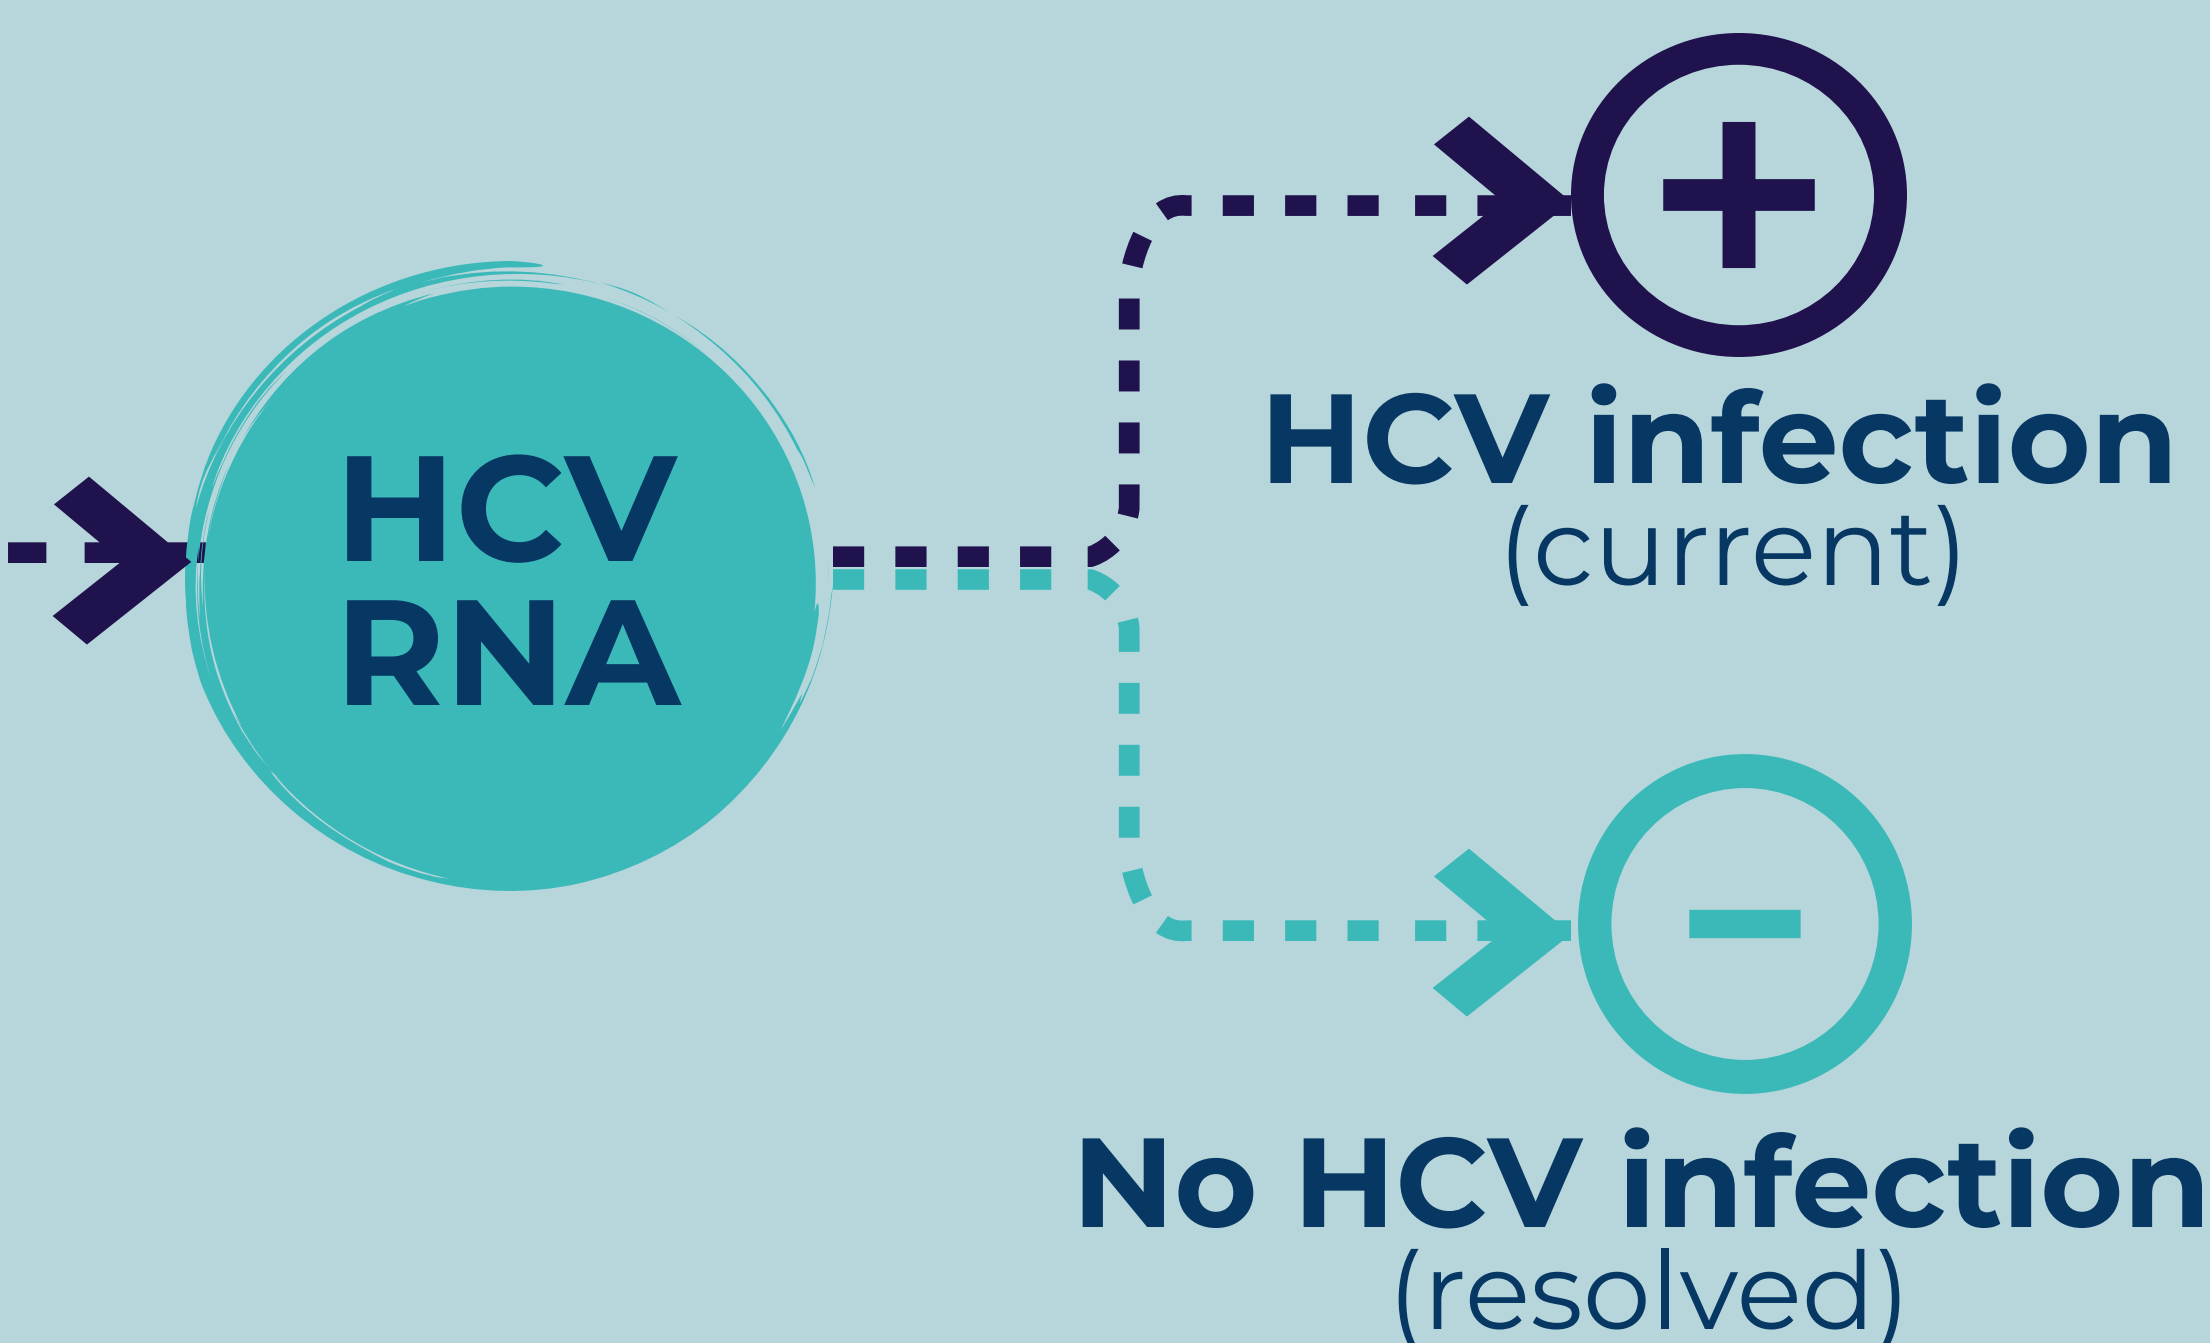 HCV
RNA
HCV infection
(current)
No HCV infection
(resolved)